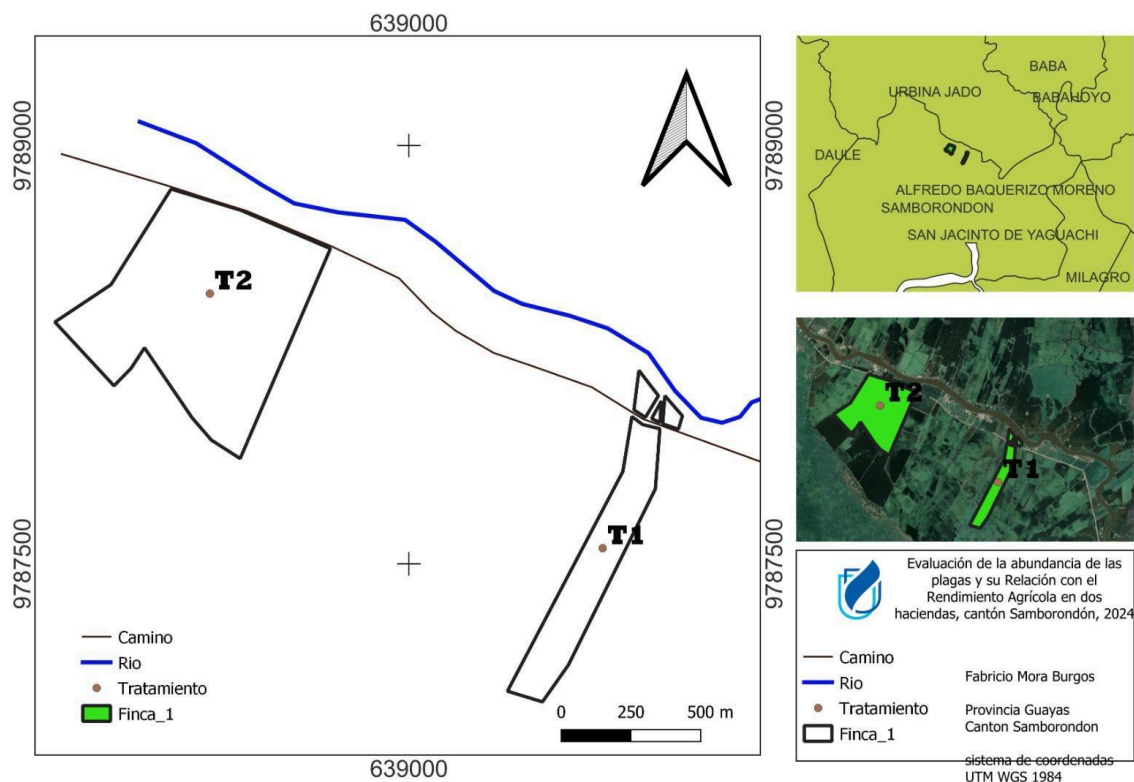 639000
9789000
9789000
T2
T1
9787500
9787500
Camino
Rio
Tratamiento
Finca_1
0 250 500 m
639000
BABA
URBINA JADO
BABAHOYO
DAULE
ALFREDO BAQUERIZO MORENO
SAMBORONDON
SAN JACINTO DE YAGUACHI
MILAGRO
T2
T1
Evaluación de la abundancia de las
plagas y su Relación con el
Rendimiento Agrícola en dos
haciendas, cantón Samborondón, 2024
Camino
Rio
Tratamiento
Finca_1
Fabricio Mora Burgos
Provincia Guayas
Canton Samborondon
sistema de coordenadas
UTM WGS 1984